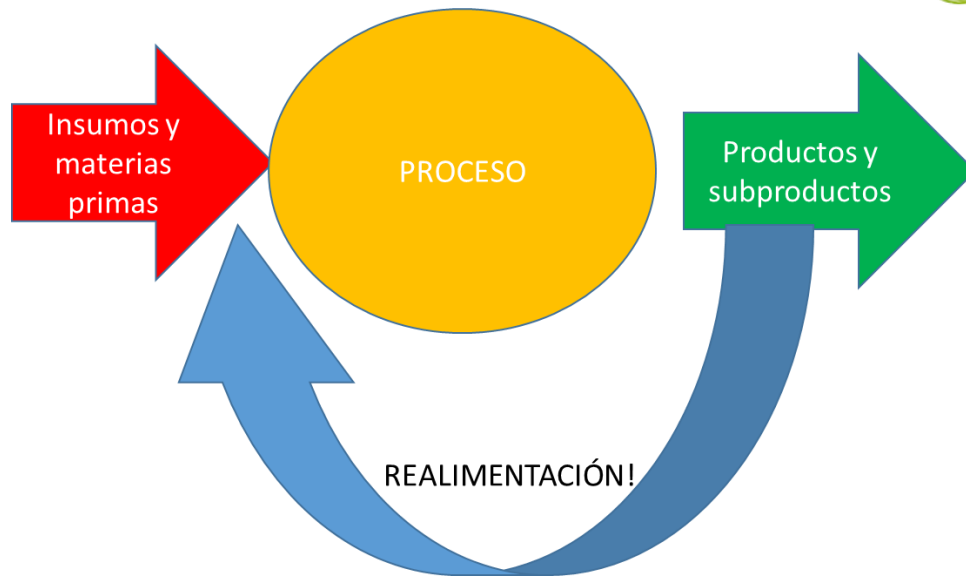 Insumos y
materias
primas
PROCESO
Productos y
subproductos
REALIMENTACIÓN!